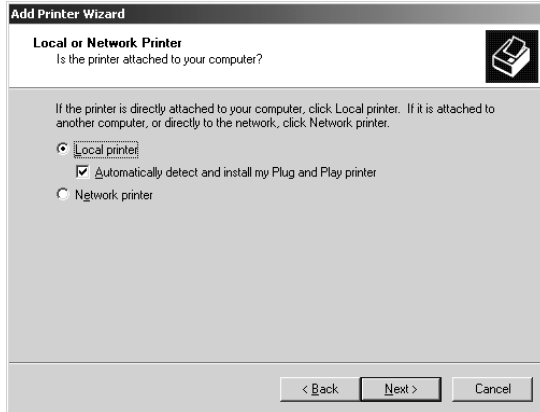 Add Printer Wizard
Local or Network Printer
Is the printer attached to your computer?
If the printer is directly attached to your computer, click Local printer. If it is attached to
another computer, or directly to the network, click Network printer.
Local printer
Automatically detect and install my Plug and Play printer
Network printer
< Back Next > Cancel